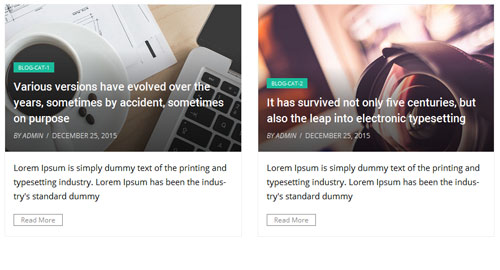 BLOG-CAT-1
Various versions have evolved over the
years, sometimes by accident, sometimes
on purpose
BY ADMIN / DECEMBER 25, 2015
Lorem Ipsum is simply dummy text of the printing and
typesetting industry. Lorem Ipsum has been the indus-
try's standard dummy
Read More
BLOG-CAT-2
It has survived not only five centuries, but
also the leap into electronic typesetting
BY ADMIN / DECEMBER 25, 2015
Lorem Ipsum is simply dummy text of the printing and
typesetting industry. Lorem Ipsum has been the indus-
try's standard dummy
Read More